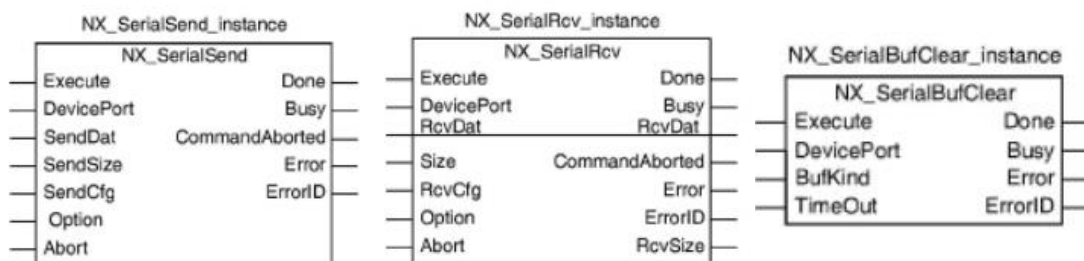 NX_SerialSend_instance
NX_SerialSend
Execute Done
DevicePort Busy
SendDat CommandAborted
SendSize Error
SendCfg ErrorID
Option
Abort
NX_SerialRcv_instance
NX_SerialRcv
Execute Done
DevicePort Busy
RcvDat RcvDat
Size CommandAborted
RcvCfg Error
Option ErrorID
Abort RcvSize
NX_SerialBufClear_instance
NX_SerialBufClear
Execute Done
DevicePort Busy
BufKind Error
TimeOut ErrorID